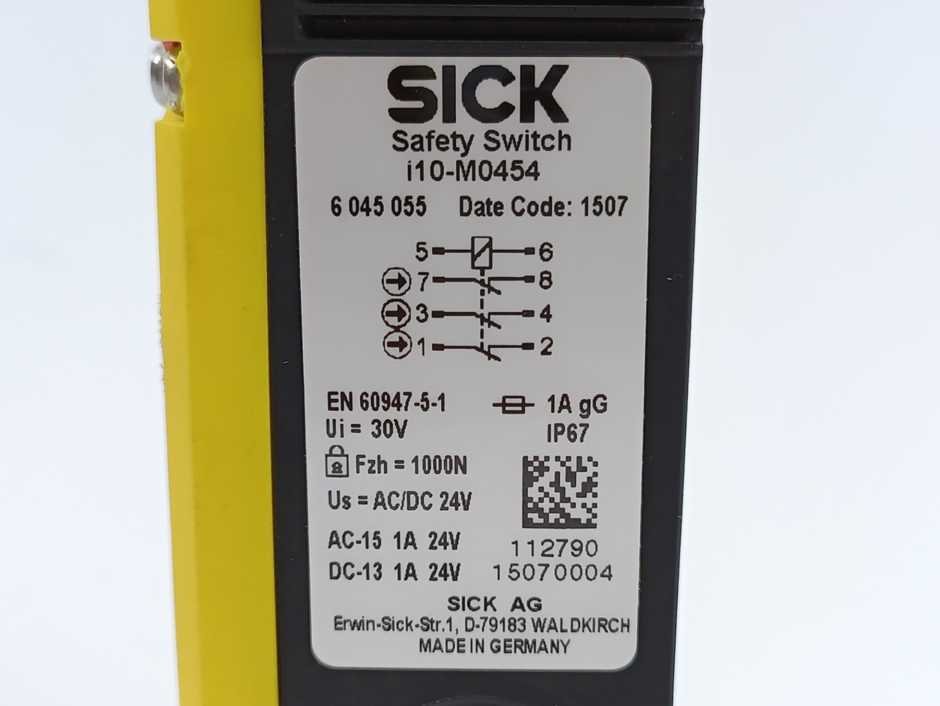 SICK
Safety Switch
i10-M0454
6 045 055 Date Code: 1507
5 6
7 8
3 4
1 2
EN 60947-5-1 1A gG
Ui = 30V IP67
Fzh = 1000N
Us = AC/DC 24V
AC-15 1A 24V 112790
DC-13 1A 24V 15070004
SICK AG
Erwin-Sick-Str.1, D-79183 WALDKIRCH
MADE IN GERMANY